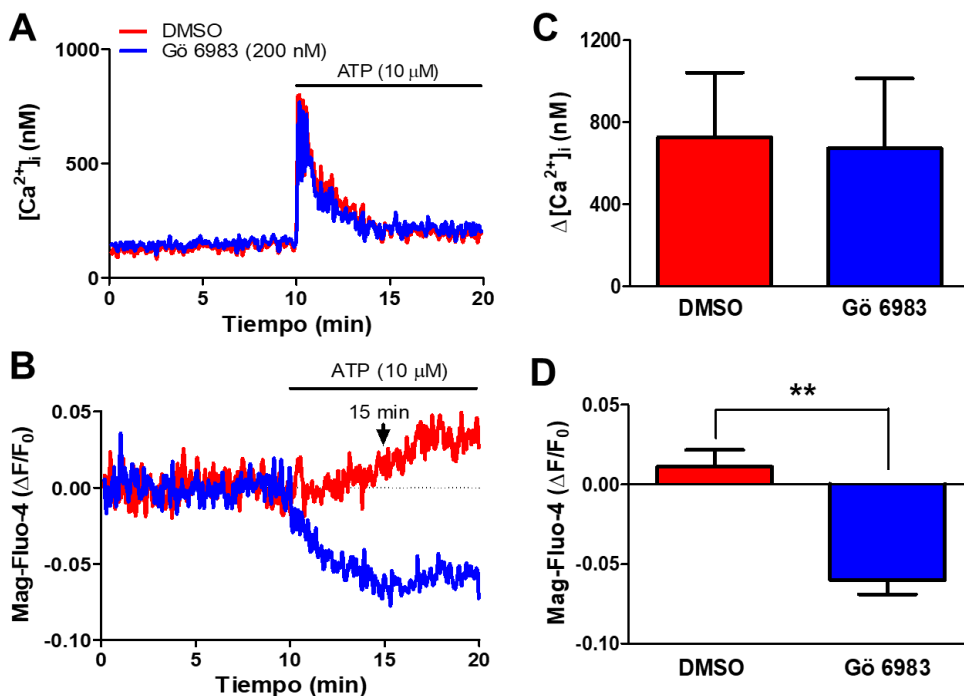 A
DMSO
Gö 6983 (200 nM)
ATP (10 µM)
1000
500
0
[Ca²⁺]ᵢ (nM)
0 5 10 15 20
Tiempo (min)
B
ATP (10 µM)
15 min
0.05
0.00
-0.05
-0.10
Mag-Fluo-4 (ΔF/F₀)
0 5 10 15 20
Tiempo (min)
C
1200
800
400
0
Δ[Ca²⁺]ᵢ (nM)
DMSO Gö 6983
D
**
0.05
0.00
-0.05
-0.10
Mag-Fluo-4 (ΔF/F₀)
DMSO Gö 6983